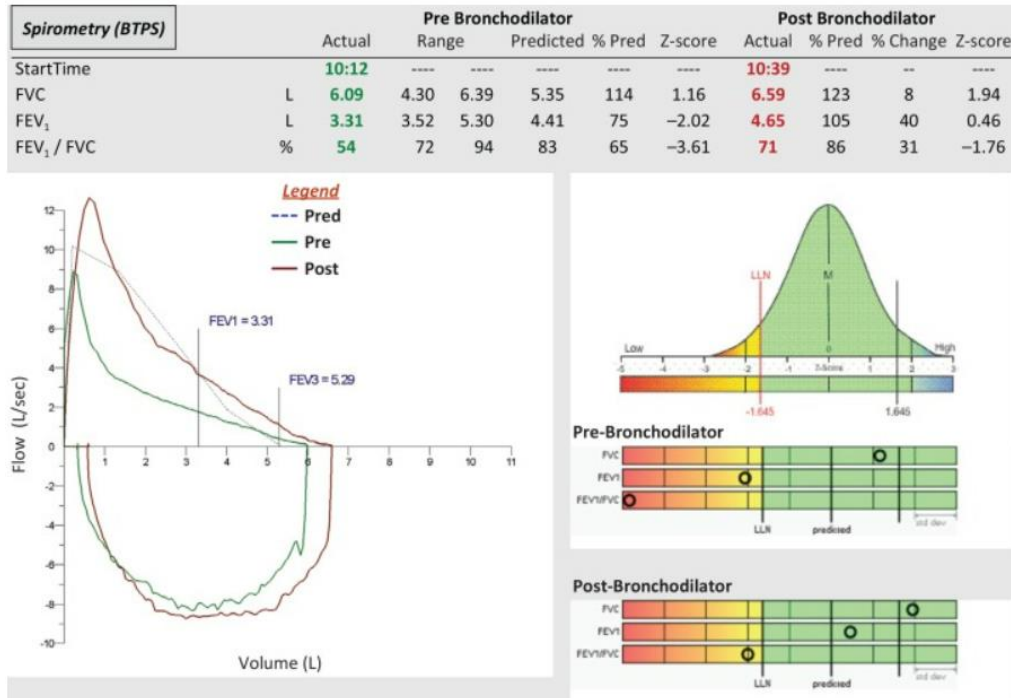 Spirometry (BTPS)
Pre Bronchodilator Post Bronchodilator
Actual Range Predicted % Pred Z-score Actual % Pred % Change Z-score
StartTime 10:12 ---- ---- ---- ---- ---- 10:39 ---- -- ----
FVC L 6.09 4.30 6.39 5.35 114 1.16 6.59 123 8 1.94
FEV₁ L 3.31 3.52 5.30 4.41 75 –2.02 4.65 105 40 0.46
FEV₁ / FVC % 54 72 94 83 65 –3.61 71 86 31 –1.76
Legend
Pred
Pre
Post
12
10
8
6
4
2
0
-2
-4
-6
-8
-10
1 2 3 4 5 6 7 8 9 10 11
FEV1 = 3.31
FEV3 = 5.29
Flow (L/sec)
Volume (L)
LLN M
Low 0 High
-5 -4 -3 -2 -1 Z-Score 1 2 3
-1.645 1.645
Pre-Bronchodilator
FVC
FEV1
FEV1/FVC
LLN predicted std dev
Post-Bronchodilator
FVC
FEV1
FEV1/FVC
LLN predicted std dev